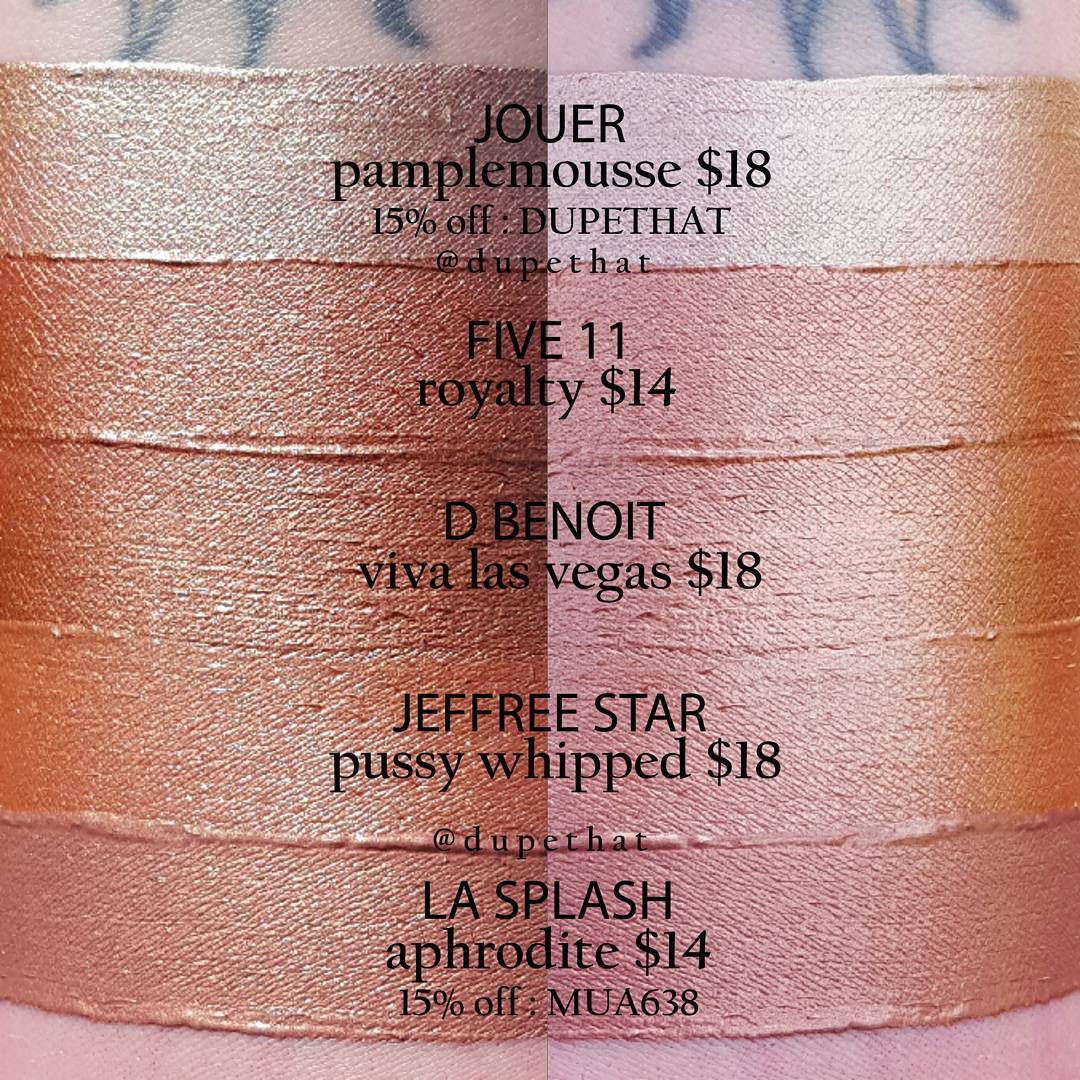 JOUER
pamplemousse $18
15% off : DUPETHAT
@dupethat
FIVE 11
royalty $14
D BENOIT
viva las vegas $18
JEFFREE STAR
pussy whipped $18
@dupethat
LA SPLASH
aphrodite $14
15% off : MUA638